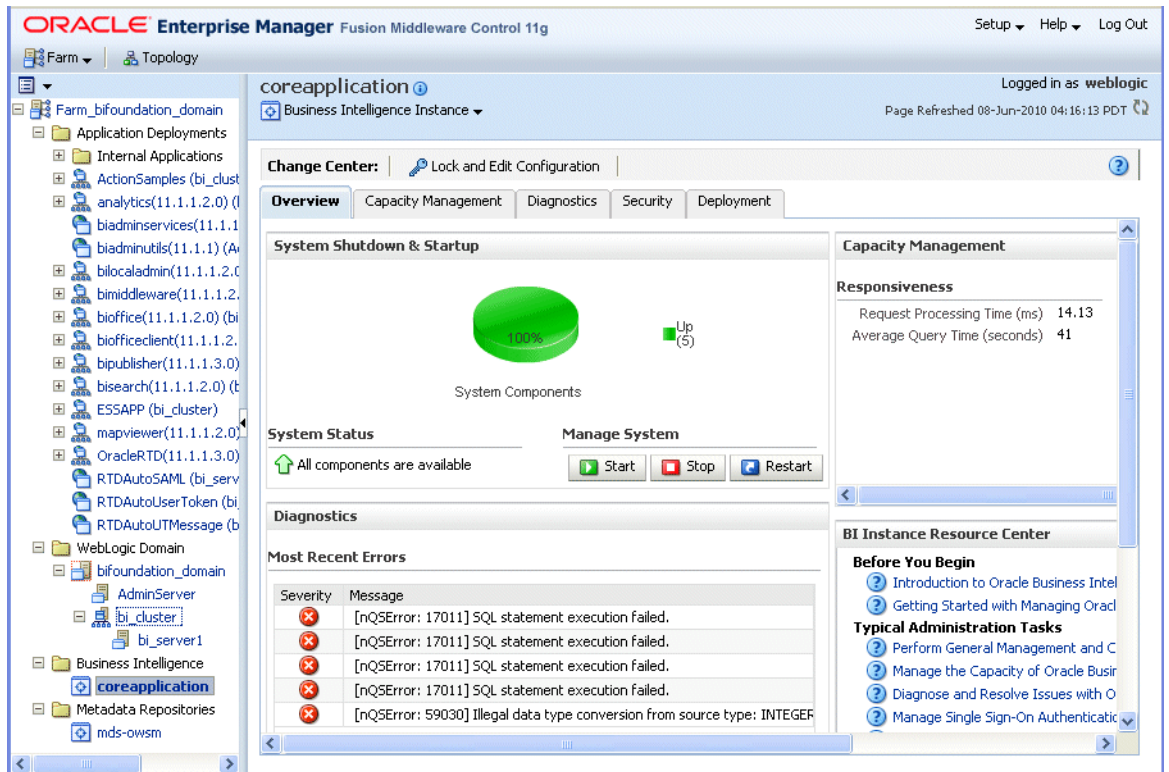 ORACLE Enterprise Manager Fusion Middleware Control 11g
Setup Help Log Out
Farm Topology
Farm_bifoundation_domain
Application Deployments
Internal Applications
ActionSamples (bi_clust
analytics(11.1.1.2.0) (
biadminservices(11.1.1
biadminutils(11.1.1) (A
bilocaladmin(11.1.1.2.0
bimiddleware(11.1.1.2.
bioffice(11.1.1.2.0) (bi
biofficeclient(11.1.1.2.
bipublisher(11.1.1.3.0)
bisearch(11.1.1.2.0) (b
ESSAPP (bi_cluster)
mapviewer(11.1.1.2.0)
OracleRTD(11.1.1.3.0)
RTDAutoSAML (bi_serv
RTDAutoUserToken (bi_
RTDAutoUTMessage (b
WebLogic Domain
bifoundation_domain
AdminServer
bi_cluster
bi_server1
Business Intelligence
coreapplication
Metadata Repositories
mds-owsm
coreapplication
Logged in as weblogic
Business Intelligence Instance
Page Refreshed 08-Jun-2010 04:16:13 PDT
Change Center: Lock and Edit Configuration
Overview Capacity Management Diagnostics Security Deployment
System Shutdown & Startup
100%
Up
(5)
System Components
System Status
All components are available
Manage System
Start Stop Restart
Diagnostics
Most Recent Errors
Severity Message
[nQSError: 17011] SQL statement execution failed.
[nQSError: 17011] SQL statement execution failed.
[nQSError: 17011] SQL statement execution failed.
[nQSError: 17011] SQL statement execution failed.
[nQSError: 59030] Illegal data type conversion from source type: INTEGER
Capacity Management
Responsiveness
Request Processing Time (ms) 14.13
Average Query Time (seconds) 41
BI Instance Resource Center
Before You Begin
Introduction to Oracle Business Intel
Getting Started with Managing Oracl
Typical Administration Tasks
Perform General Management and C
Manage the Capacity of Oracle Busir
Diagnose and Resolve Issues with O
Manage Single Sign-On Authenticatic